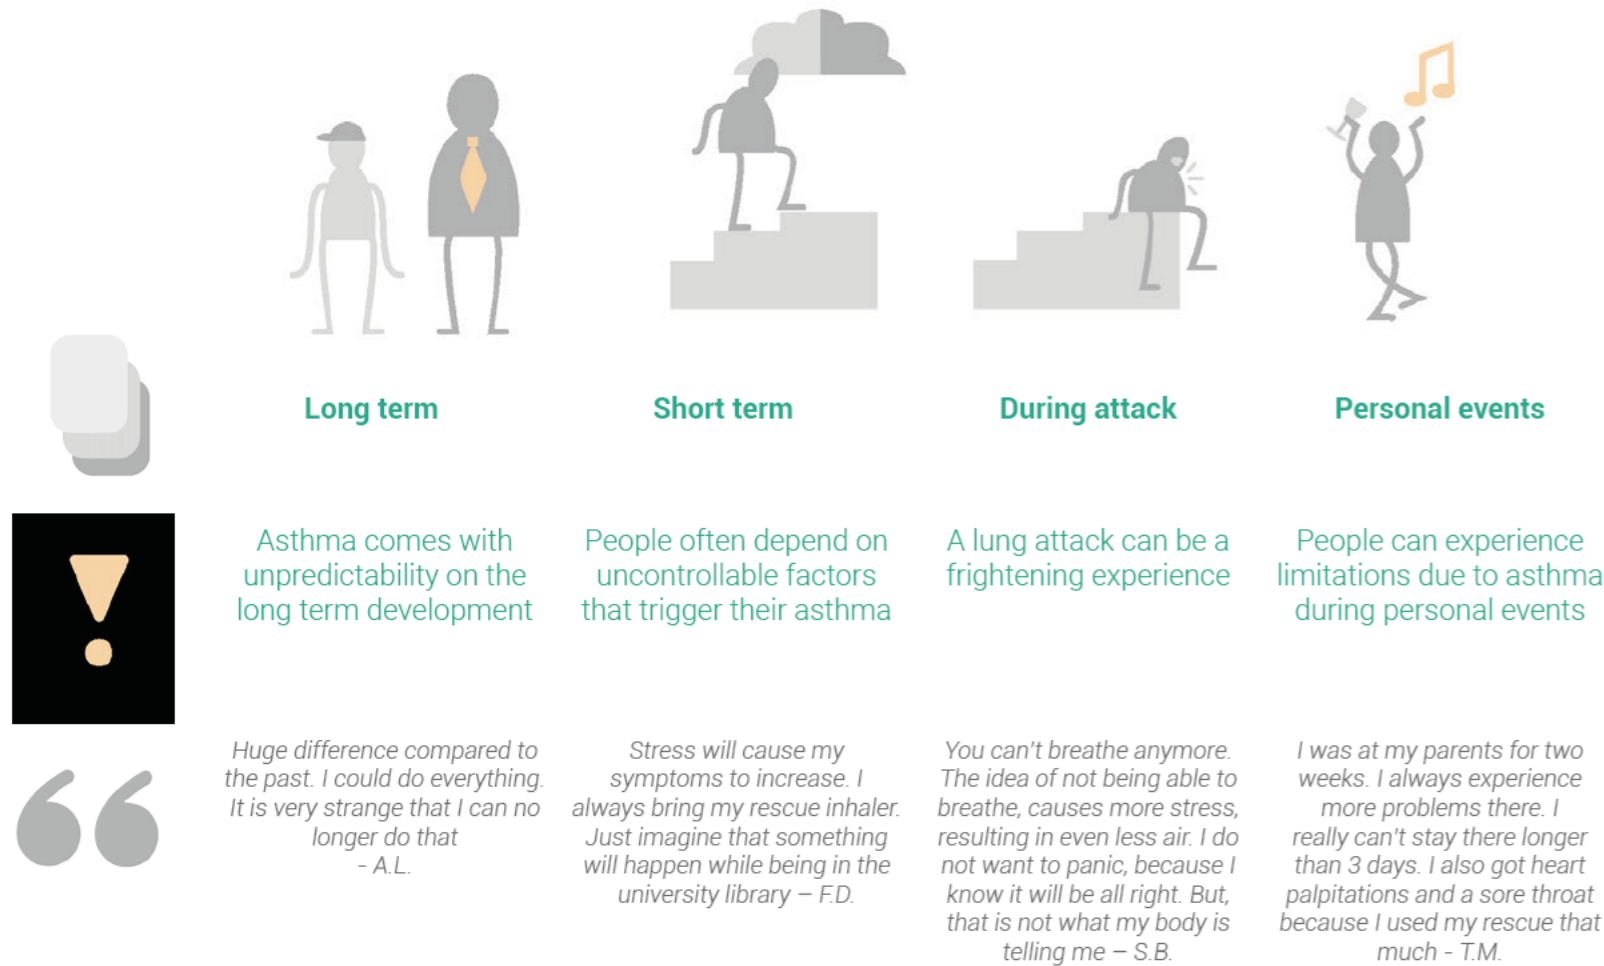 Long term
Short term
During attack
Personal events
Asthma comes with
unpredictability on the
long term development
People often depend on
uncontrollable factors
that trigger their asthma
A lung attack can be a
frightening experience
People can experience
limitations due to asthma
during personal events
Huge difference compared to
the past. I could do everything.
It is very strange that I can no
longer do that
- A.L.
Stress will cause my
symptoms to increase. I
always bring my rescue inhaler.
Just imagine that something
will happen while being in the
university library – F.D.
You can't breathe anymore.
The idea of not being able to
breathe, causes more stress,
resulting in even less air. I do
not want to panic, because I
know it will be all right. But,
that is not what my body is
telling me – S.B.
I was at my parents for two
weeks. I always experience
more problems there. I
really can't stay there longer
than 3 days. I also got heart
palpitations and a sore throat
because I used my rescue that
much - T.M.